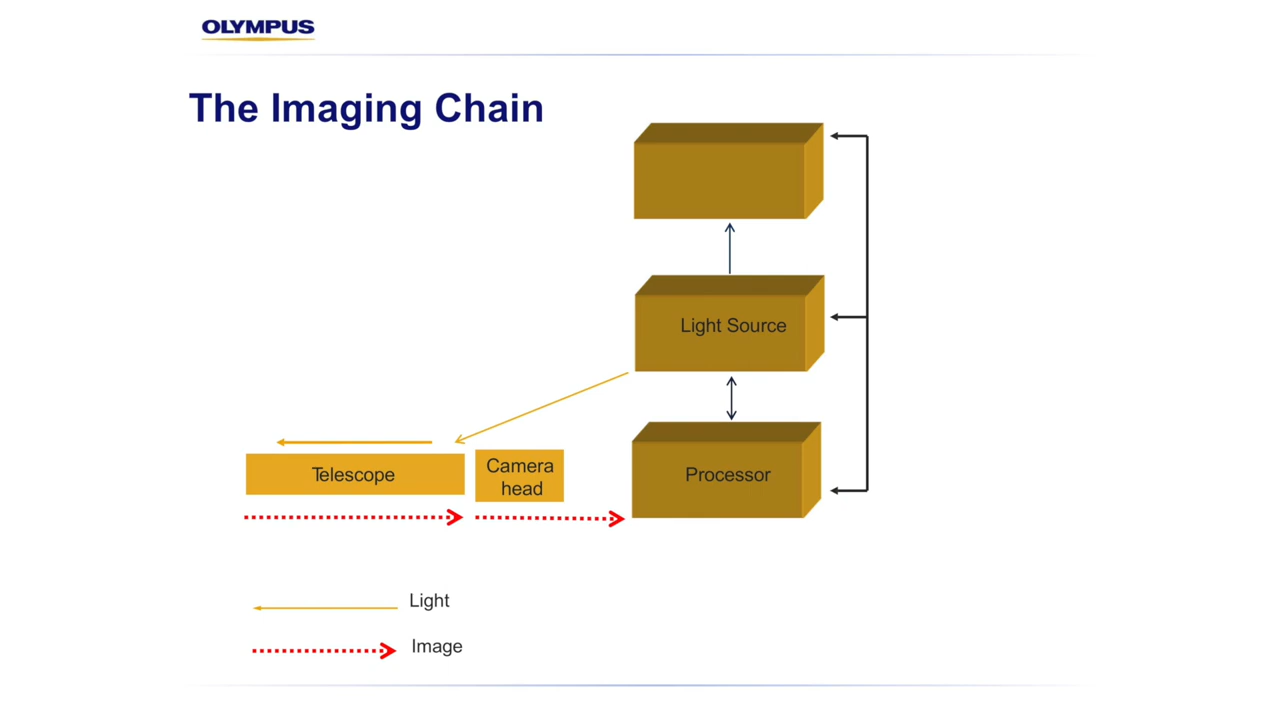 OLYMPUS
The Imaging Chain
Light Source
Telescope
Camera
head
Processor
Light
Image